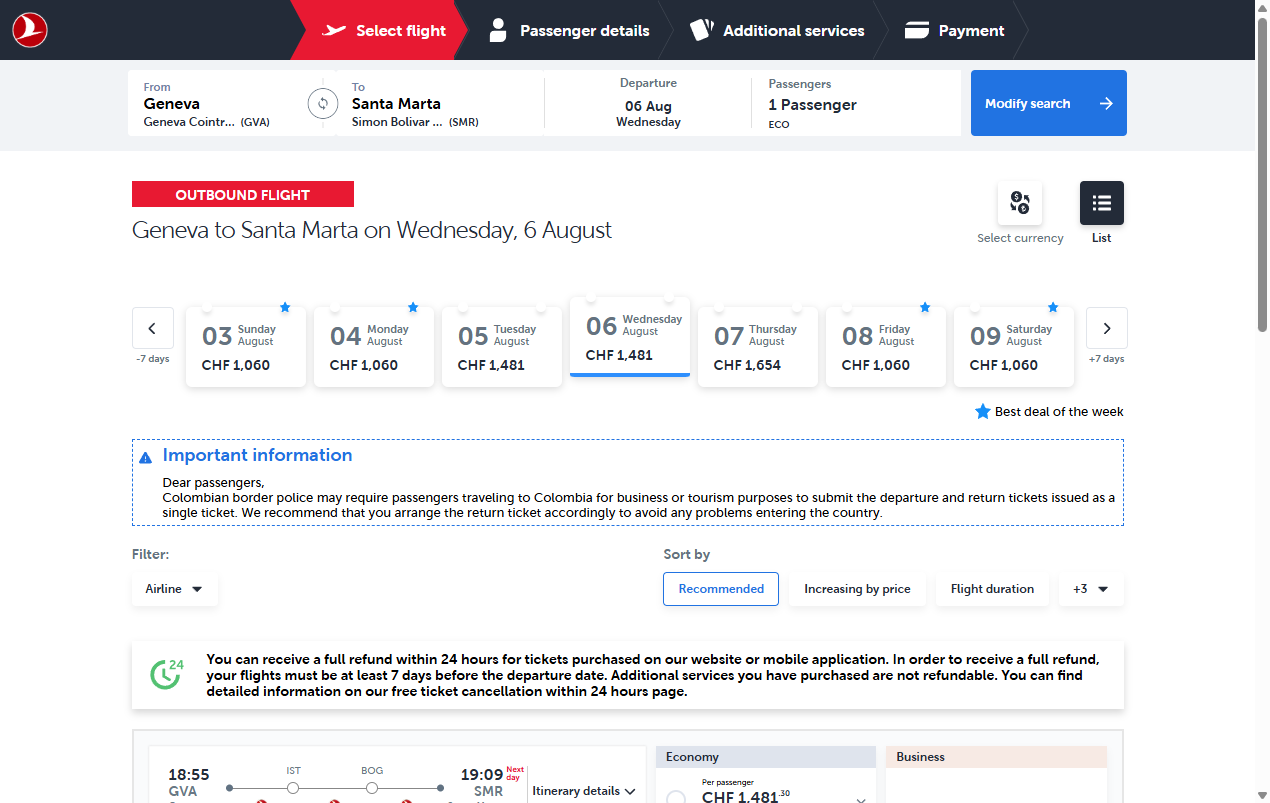 Select flight
Passenger details
Additional services
Payment
From
Geneva
Geneva Cointr... (GVA)
To
Santa Marta
Simon Bolivar ... (SMR)
Departure
06 Aug
Wednesday
Passengers
1 Passenger
ECO
Modify search
OUTBOUND FLIGHT
Geneva to Santa Marta on Wednesday, 6 August
Select currency
List
-7 days
03 Sunday August
CHF 1,060
04 Monday August
CHF 1,060
05 Tuesday August
CHF 1,481
06 Wednesday August
CHF 1,481
07 Thursday August
CHF 1,654
08 Friday August
CHF 1,060
09 Saturday August
CHF 1,060
+7 days
Best deal of the week
Important information
Dear passengers,
Colombian border police may require passengers traveling to Colombia for business or tourism purposes to submit the departure and return tickets issued as a
single ticket. We recommend that you arrange the return ticket accordingly to avoid any problems entering the country.
Filter:
Airline
Sort by
Recommended
Increasing by price
Flight duration
+3
24
You can receive a full refund within 24 hours for tickets purchased on our website or mobile application. In order to receive a full refund,
your flights must be at least 7 days before the departure date. Additional services you have purchased are not refundable. You can find
detailed information on our free ticket cancellation within 24 hours page.
18:55
GVA
IST
BOG
19:09 Next day
SMR
Itinerary details
Economy
Per passenger
CHF 1,481.30
Business